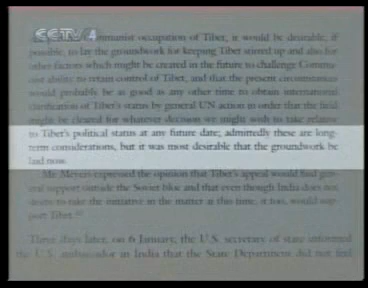 CCTV 4
munist occupation of Tibet, it would be desirable, if
possible, to lay the groundwork for keeping Tibet stirred up and also for
other factors which might be created in the future to challenge Commu-
nist ability to retain control of Tibet, and that the present circumstances
would probably be as good as any other time to obtain international
clarification of Tibet's status by general UN action in order that the field
might be cleared for whatever decision we might wish to take relative
to Tibet's political status at any future date; admittedly these are long-
term considerations, but it was most desirable that the groundwork be
laid now.
Mr. Meyers expressed the opinion that Tibet's appeal would find gen-
eral support outside the Soviet bloc and that even though India does not
desire to take the initiative in the matter at this time, it too, would sup-
port Tibet.
Three days later, on 6 January, the U.S. secretary of state informed
the U.S. ambassador in India that the State Department did not feel